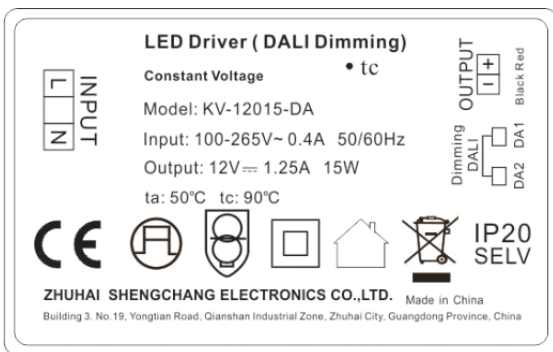 LED Driver ( DALI Dimming)
Constant Voltage
• tc
Model: KV-12015-DA
Input: 100-265V~ 0.4A 50/60Hz
Output: 12V⎓ 1.25A 15W
ta: 50℃ tc: 90℃
INPUT
L
N
OUTPUT
+
−
Black Red
Dimming
DALI
DA2 DA1
CE
IP20
SELV
ZHUHAI SHENGCHANG ELECTRONICS CO.,LTD. Made in China
Building 3. No.19, Yongtian Road, Qianshan Industrial Zone, Zhuhai City, Guangdong Province, China